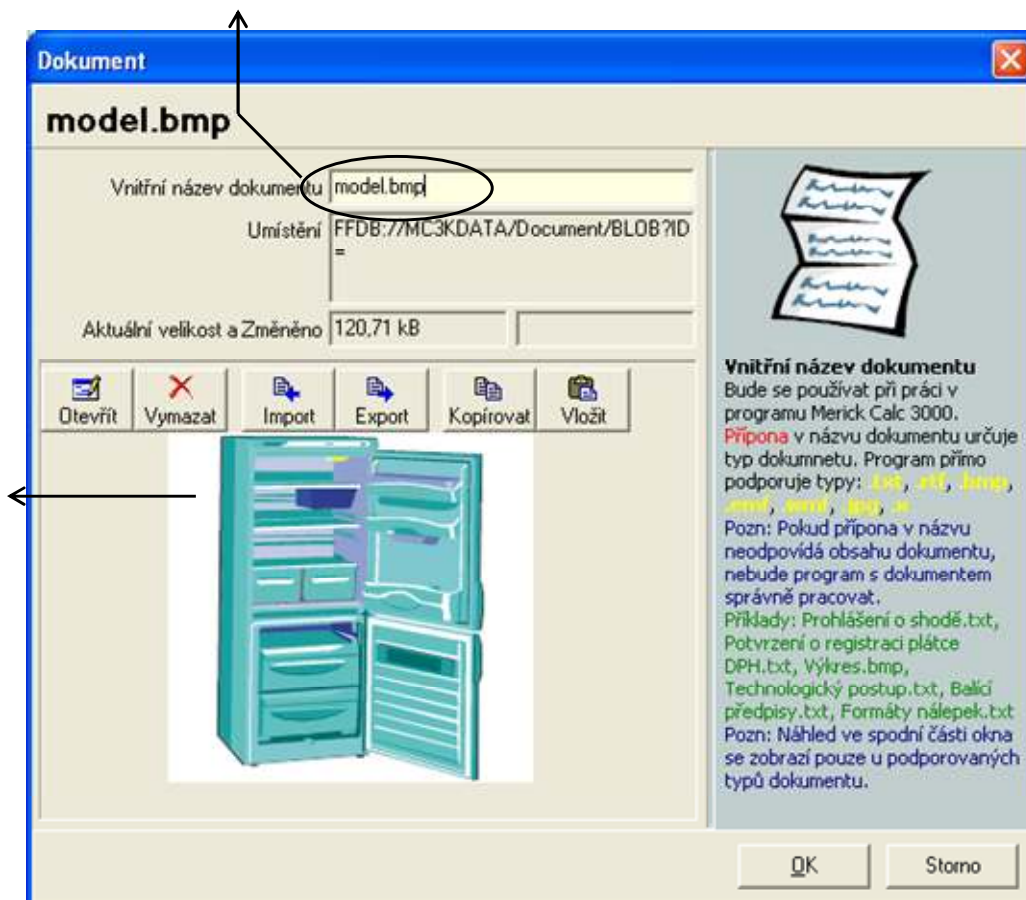 Dokument
model.bmp
Vnitřní název dokumentu model.bmp
Umístění FFDB://MC3KDATA/Document/BLOB?ID
=
Aktuální velikost a Změněno 120,71 kB
Otevřít Vymazat Import Export Kopírovat Vložit
Vnitřní název dokumentu
Bude se používat při práci v
programu Merick Calc 3000.
Přípona v názvu dokumentu určuje
typ dokumnetu. Program přímo
podporuje typy: .txt, .rtf, .bmp,
.emf, .wmf, .jpg, .x
Pozn: Pokud přípona v názvu
neodpovídá obsahu dokumentu,
nebude program s dokumentem
správně pracovat.
Příklady: Prohlášení o shodě.txt,
Potvrzení o registraci plátce
DPH.txt, Výkres.bmp,
Technologický postup.txt, Balící
předpisy.txt, Formáty nálepek.txt
Pozn: Náhled ve spodní části okna
se zobrazí pouze u podporovaných
typů dokumentu.
OK Storno